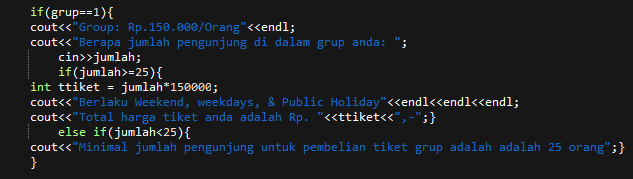 if(grup==1){
cout<<"Group: Rp.150.000/Orang"<<endl;
cout<<"Berapa jumlah pengunjung di dalam grup anda: ";
cin>>jumlah;
if(jumlah>=25){
int ttiket = jumlah*150000;
cout<<"Berlaku Weekend, weekdays, & Public Holiday"<<endl<<endl<<endl;
cout<<"Total harga tiket anda adalah Rp. "<<ttiket<<",-";}
else if(jumlah<25){
cout<<"Minimal jumlah pengunjung untuk pembelian tiket grup adalah adalah 25 orang";}
}